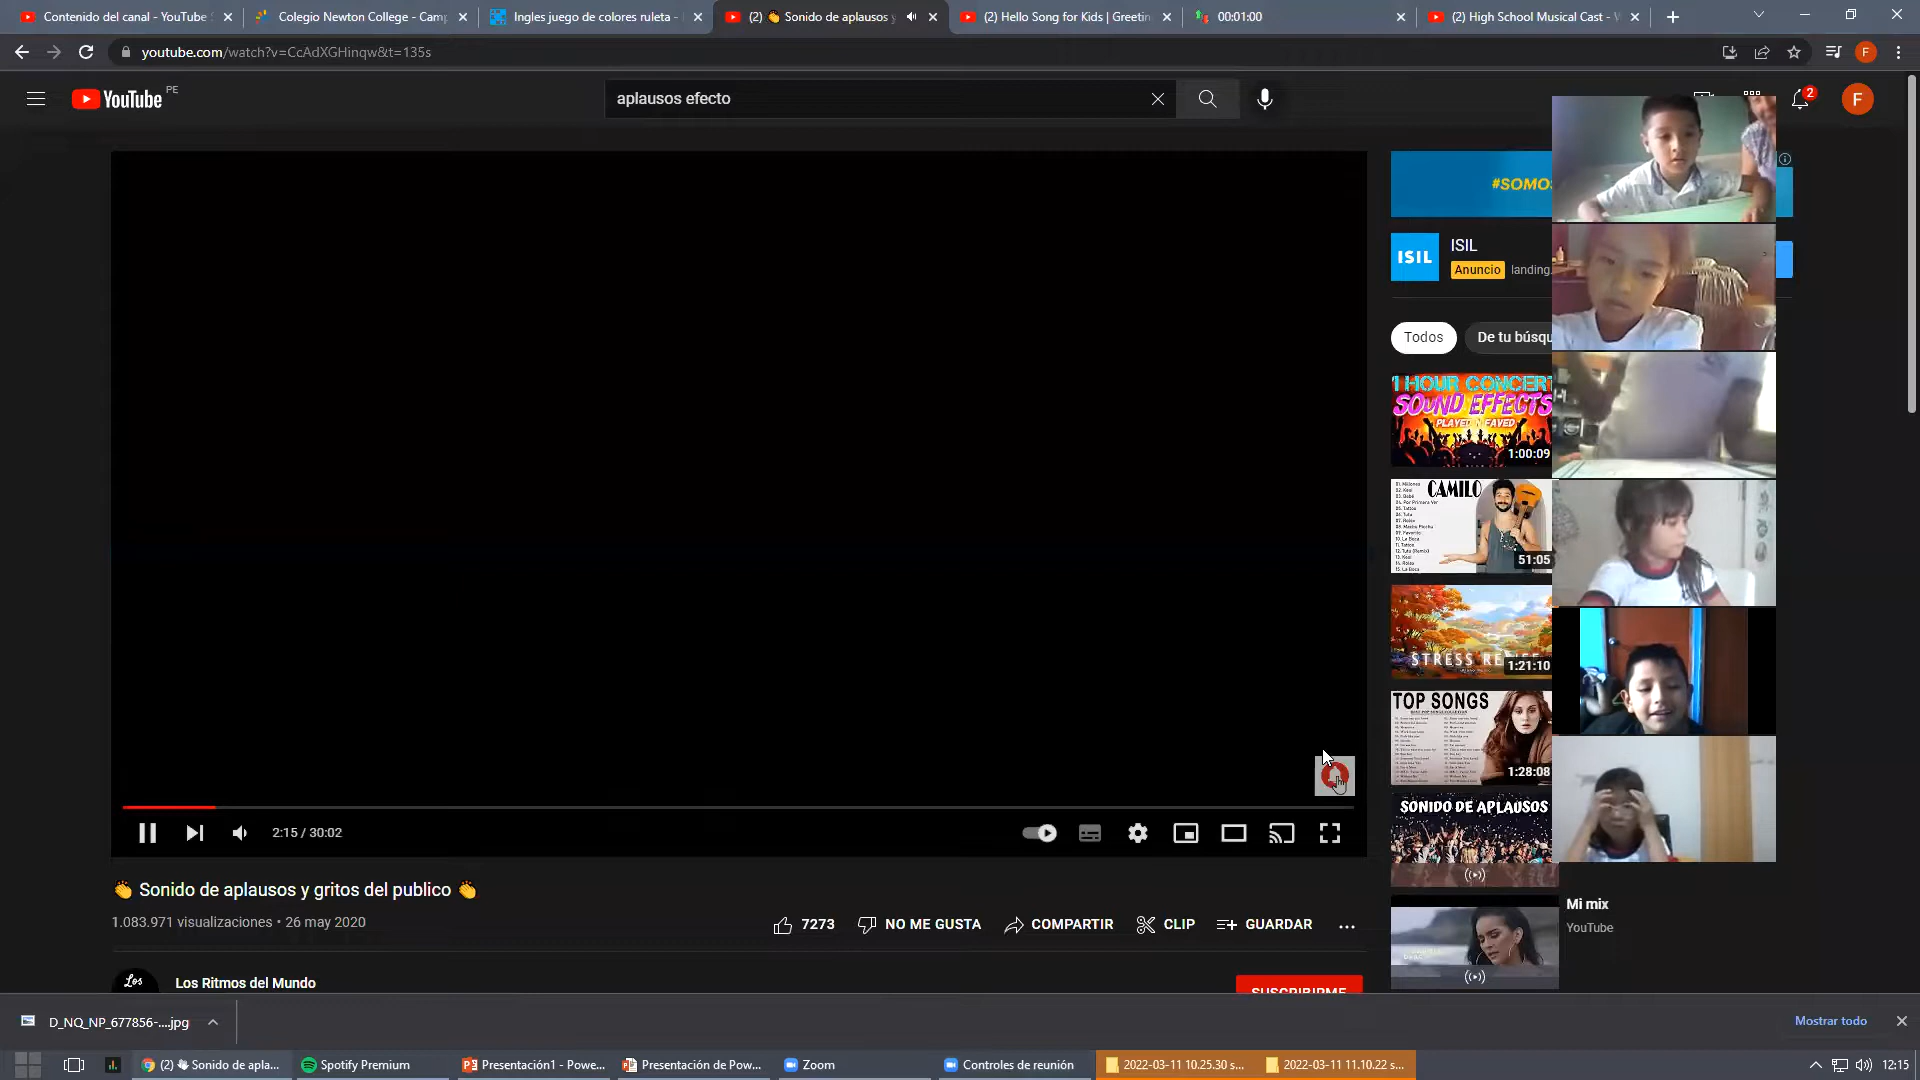 Contenido del canal - YouTube S
Colegio Newton College - Camp
Ingles juego de colores ruleta -
(2) 👏 Sonido de aplausos y
(2) Hello Song for Kids | Greetin
00:01:00
(2) High School Musical Cast -
youtube.com/watch?v=CcAdXGHinqw&t=135s
F
YouTube PE
aplausos efecto
2
F
#SOMOS
ISIL
ISIL
Anuncio landing.
Todos
De tu búsqu
1 HOUR CONCERT
SOUND EFFECTS
PLAYED N FAVED
1:00:09
CAMILO
51:05
STRESS RE
1:21:10
TOP SONGS
1:28:08
SONIDO DE APLAUSOS
Mi mix
YouTube
2:15 / 30:02
👏 Sonido de aplausos y gritos del publico 👏
1.083.971 visualizaciones • 26 may 2020
7273
NO ME GUSTA
COMPARTIR
CLIP
GUARDAR
Los
Los Ritmos del Mundo
SUSCRIBIRME
D_NQ_NP_677856-....jpg
Mostrar todo
(2) 👏 Sonido de apla...
Spotify Premium
Presentación1 - Powe...
Presentación de Pow...
Zoom
Controles de reunión
2022-03-11 10.25.30 s...
2022-03-11 11.10.22 s...
12:15